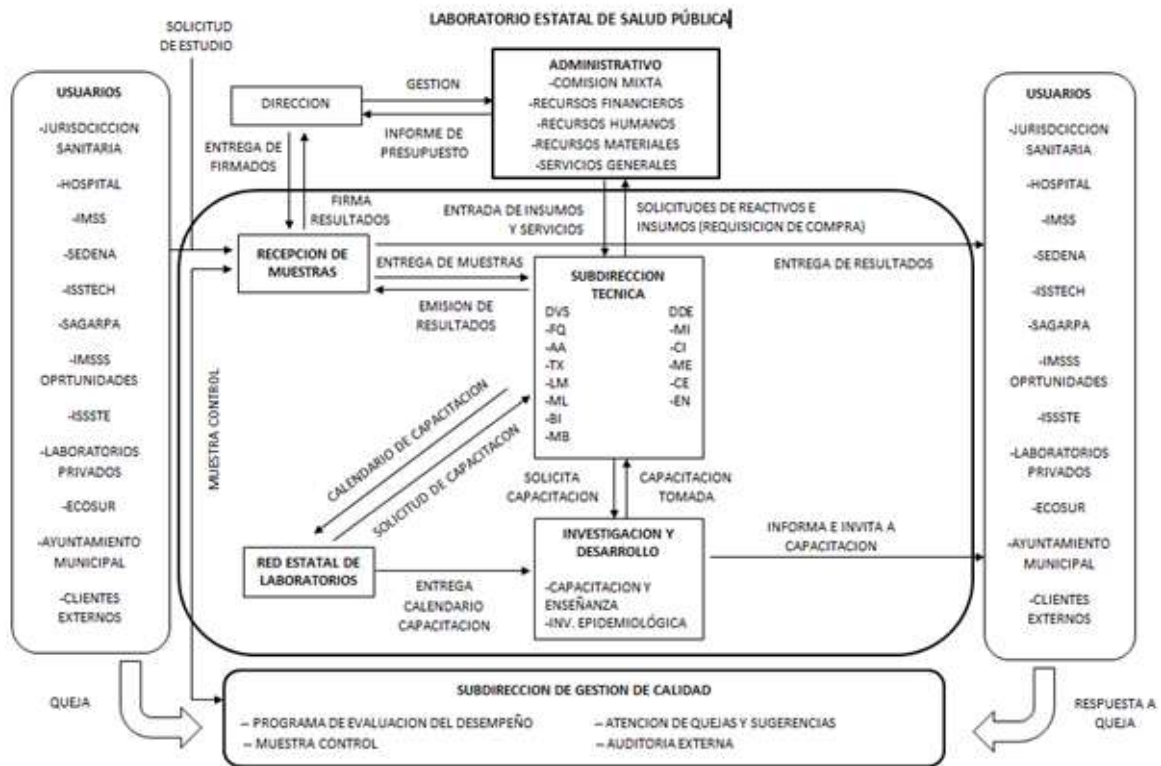 LABORATORIO ESTATAL DE SALUD PÚBLICA
SOLICITUD
DE ESTUDIO
USUARIOS
-JURISDCICCION
SANITARIA
-HOSPITAL
-IMSS
-SEDENA
-ISSTECH
-SAGARPA
-IMSSS
OPRTUNIDADES
-ISSSTE
-LABORATORIOS
PRIVADOS
-ECOSUR
-AYUNTAMIENTO
MUNICIPAL
-CLIENTES
EXTERNOS
DIRECCION
GESTION
INFORME DE
PRESUPUESTO
ADMINISTRATIVO
-COMISION MIXTA
-RECURSOS FINANCIEROS
-RECURSOS HUMANOS
-RECURSOS MATERIALES
-SERVICIOS GENERALES
ENTREGA DE
FIRMADOS
FIRMA
RESULTADOS
ENTRADA DE INSUMOS
Y SERVICIOS
SOLICITUDES DE REACTIVOS E
INSUMOS (REQUISICION DE COMPRA)
RECEPCION DE
MUESTRAS
ENTREGA DE MUESTRAS
EMISION DE
RESULTADOS
ENTREGA DE RESULTADOS
SUBDIRECCION
TECNICA
DVS
-FQ
-AA
-TX
-LM
-ML
-BI
-MB
DDE
-MI
-CI
-ME
-CE
-EN
MUESTRA CONTROL
CALENDARIO DE CAPACITACION
SOLICITUD DE CAPACITACON
SOLICITA
CAPACITACION
CAPACITACION
TOMADA
RED ESTATAL DE
LABORATORIOS
ENTREGA
CALENDARIO
CAPACITACION
INVESTIGACION Y
DESARROLLO
-CAPACITACION Y
ENSEÑANZA
-INV. EPIDEMIOLÓGICA
INFORMA E INVITA A
CAPACITACION
USUARIOS
-JURISDCICCION
SANITARIA
-HOSPITAL
-IMSS
-SEDENA
-ISSTECH
-SAGARPA
-IMSSS
OPRTUNIDADES
-ISSSTE
-LABORATORIOS
PRIVADOS
-ECOSUR
-AYUNTAMIENTO
MUNICIPAL
-CLIENTES
EXTERNOS
QUEJA
SUBDIRECCION DE GESTION DE CALIDAD
-- PROGRAMA DE EVALUACION DEL DESEMPEÑO
-- MUESTRA CONTROL
-- ATENCION DE QUEJAS Y SUGERENCIAS
-- AUDITORIA EXTERNA
RESPUESTA A
QUEJA